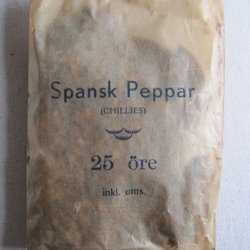 Spansk Peppar
(CHILLIES)
25 öre
inkl. oms.